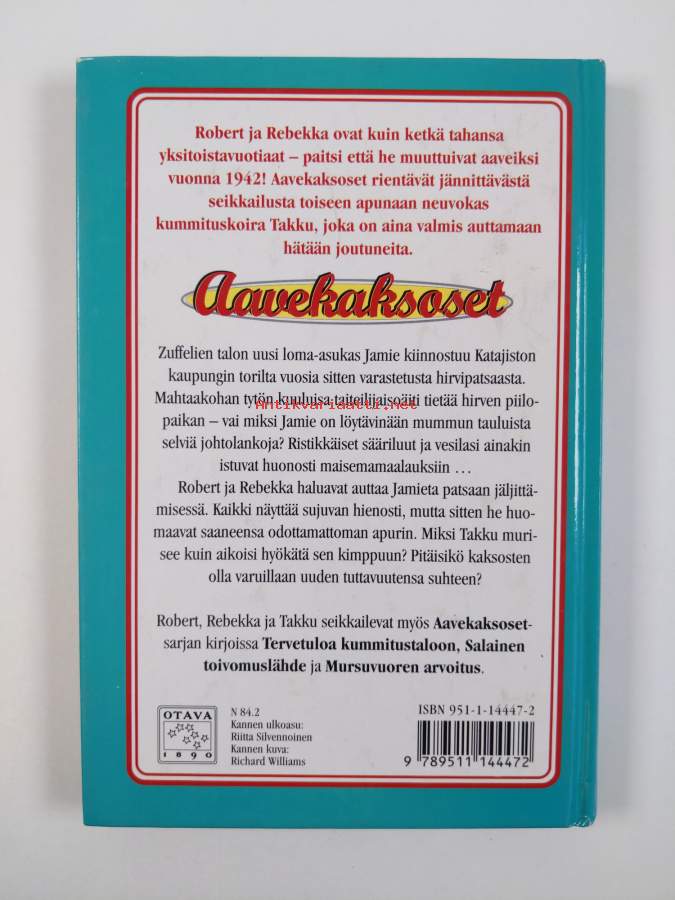 Robert ja Rebekka ovat kuin ketkä tahansa
yksitoistavuotiaat – paitsi että he muuttuivat aaveiksi
vuonna 1942! Aavekaksoset rientävät jännittävästä
seikkailusta toiseen apunaan neuvokas
kummituskoira Takku, joka on aina valmis auttamaan
hätään joutuneita.
Aavekaksoset
Zuffelien talon uusi loma-asukas Jamie kiinnostuu Katajiston
kaupungin torilta vuosia sitten varastetusta hirvipatsaasta.
Mahtaakohan tytön kuuluisa taiteilijaisoäiti tietää hirven piilo-
Antikvariaatti.net
paikan – vai miksi Jamie on löytävinään mummun tauluista
selviä johtolankoja? Ristikkäiset sääriluut ja vesilasi ainakin
istuvat huonosti maisemamaalauksiin ...
Robert ja Rebekka haluavat auttaa Jamieta patsaan jäljittä-
misessä. Kaikki näyttää sujuvan hienosti, mutta sitten he huo-
maavat saaneensa odottamattoman apurin. Miksi Takku muri-
see kuin aikoisi hyökätä sen kimppuun? Pitäisikö kaksosten
olla varuillaan uuden tuttavuutensa suhteen?
Robert, Rebekka ja Takku seikkailevat myös Aavekaksoset-
sarjan kirjoissa Tervetuloa kummitustaloon, Salainen
toivomuslähde ja Mursuvuoren arvoitus.
OTAVA
1890
N 84.2
Kannen ulkoasu:
Riitta Silvennoinen
Kannen kuva:
Richard Williams
ISBN 951-1-14447-2
9 789511 144472